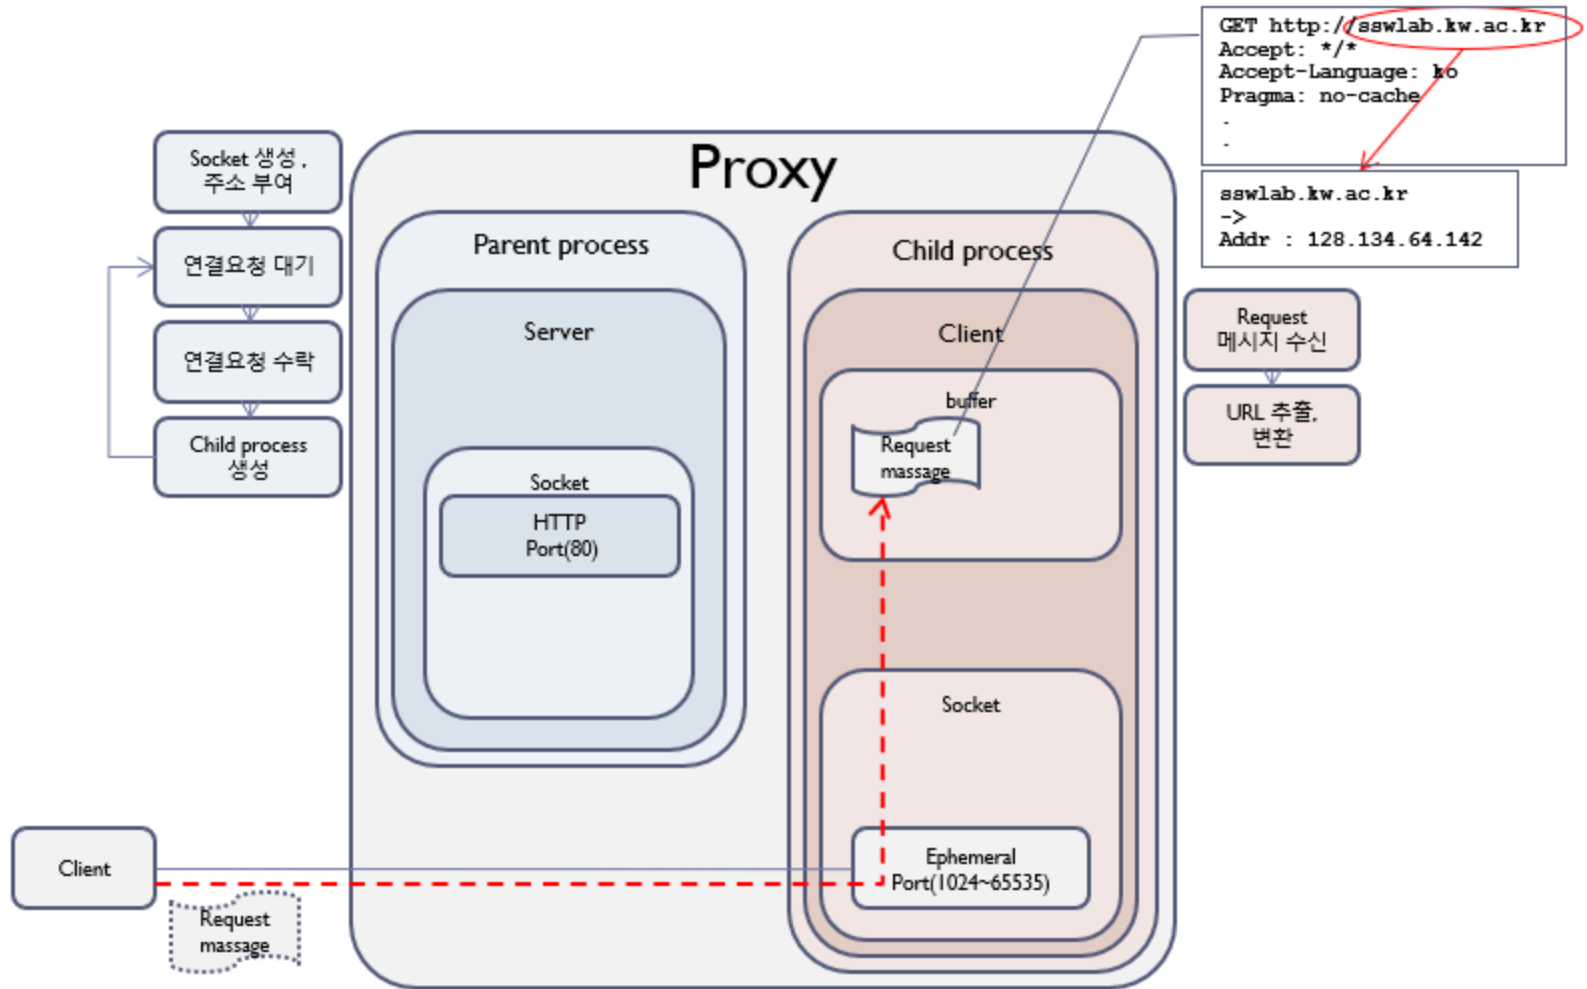 GET http://sswlab.kw.ac.kr
Accept: */*
Accept-Language: ko
Pragma: no-cache
.
.
sswlab.kw.ac.kr
->
Addr : 128.134.64.142
Proxy
Socket 생성 ,
주소 부여
연결요청 대기
연결요청 수락
Child process
생성
Parent process
Server
Socket
HTTP
Port(80)
Child process
Client
buffer
Request
massage
Socket
Ephemeral
Port(1024~65535)
Request
메시지 수신
URL 추출,
변환
Client
Request
massage